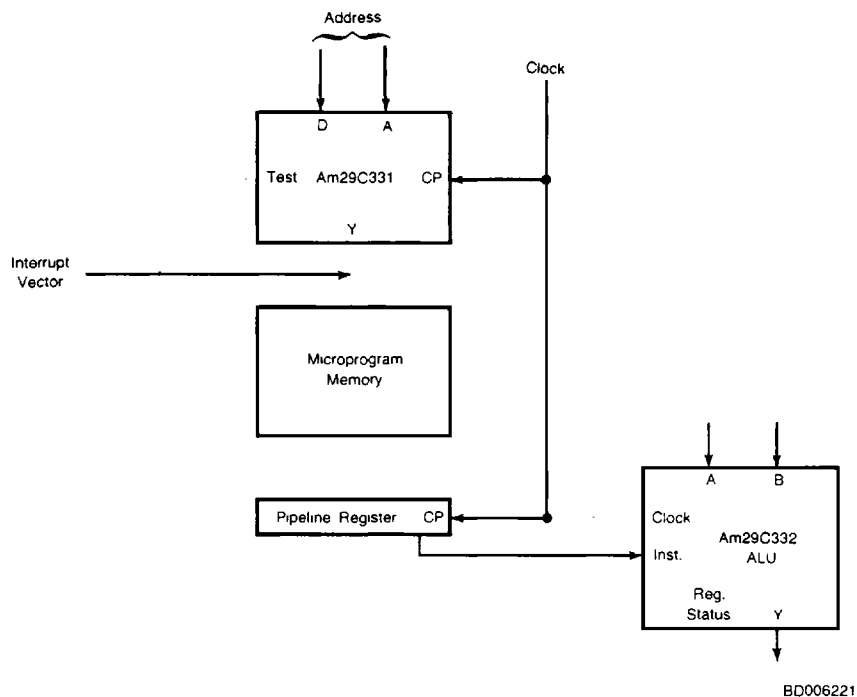 Address
Clock
D A
Test Am29C331 CP
Y
Interrupt
Vector
Microprogram
Memory
Pipeline Register CP
A B
Clock
Am29C332
ALU
Inst.
Reg.
Status Y
BD006221